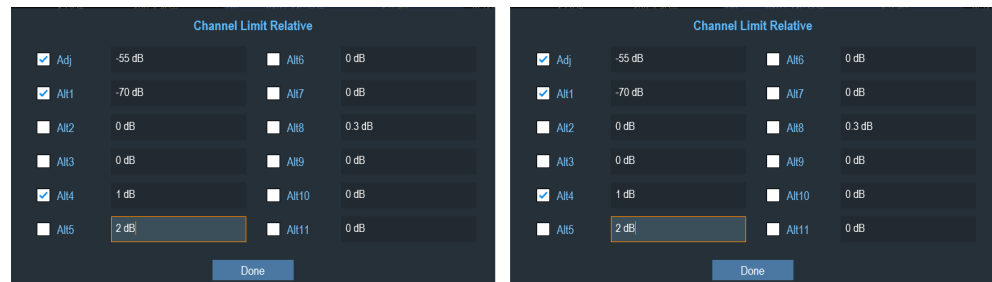 Channel Limit Relative
Adj -55 dB Alt6 0 dB
Alt1 -70 dB Alt7 0 dB
Alt2 0 dB Alt8 0.3 dB
Alt3 0 dB Alt9 0 dB
Alt4 1 dB Alt10 0 dB
Alt5 2 dB Alt11 0 dB
Done
Channel Limit Relative
Adj -55 dB Alt6 0 dB
Alt1 -70 dB Alt7 0 dB
Alt2 0 dB Alt8 0.3 dB
Alt3 0 dB Alt9 0 dB
Alt4 1 dB Alt10 0 dB
Alt5 2 dB Alt11 0 dB
Done